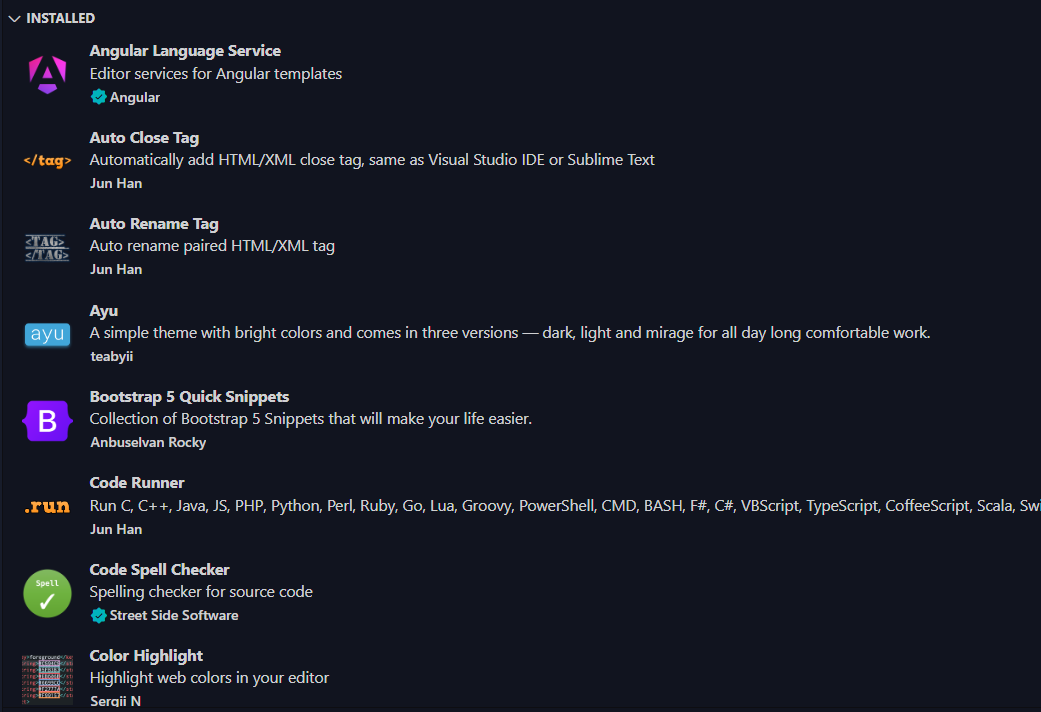 INSTALLED
Angular Language Service
Editor services for Angular templates
Angular
Auto Close Tag
</tag>
Automatically add HTML/XML close tag, same as Visual Studio IDE or Sublime Text
Jun Han
Auto Rename Tag
<TAG>
</TAG>
Auto rename paired HTML/XML tag
Jun Han
Ayu
ayu
A simple theme with bright colors and comes in three versions — dark, light and mirage for all day long comfortable work.
teabyii
Bootstrap 5 Quick Snippets
B
Collection of Bootstrap 5 Snippets that will make your life easier.
Anbuselvan Rocky
Code Runner
.run
Run C, C++, Java, JS, PHP, Python, Perl, Ruby, Go, Lua, Groovy, PowerShell, CMD, BASH, F#, C#, VBScript, TypeScript, CoffeeScript, Scala, Swi
Jun Han
Code Spell Checker
Spell
Spelling checker for source code
Street Side Software
Color Highlight
Highlight web colors in your editor
Sergii N